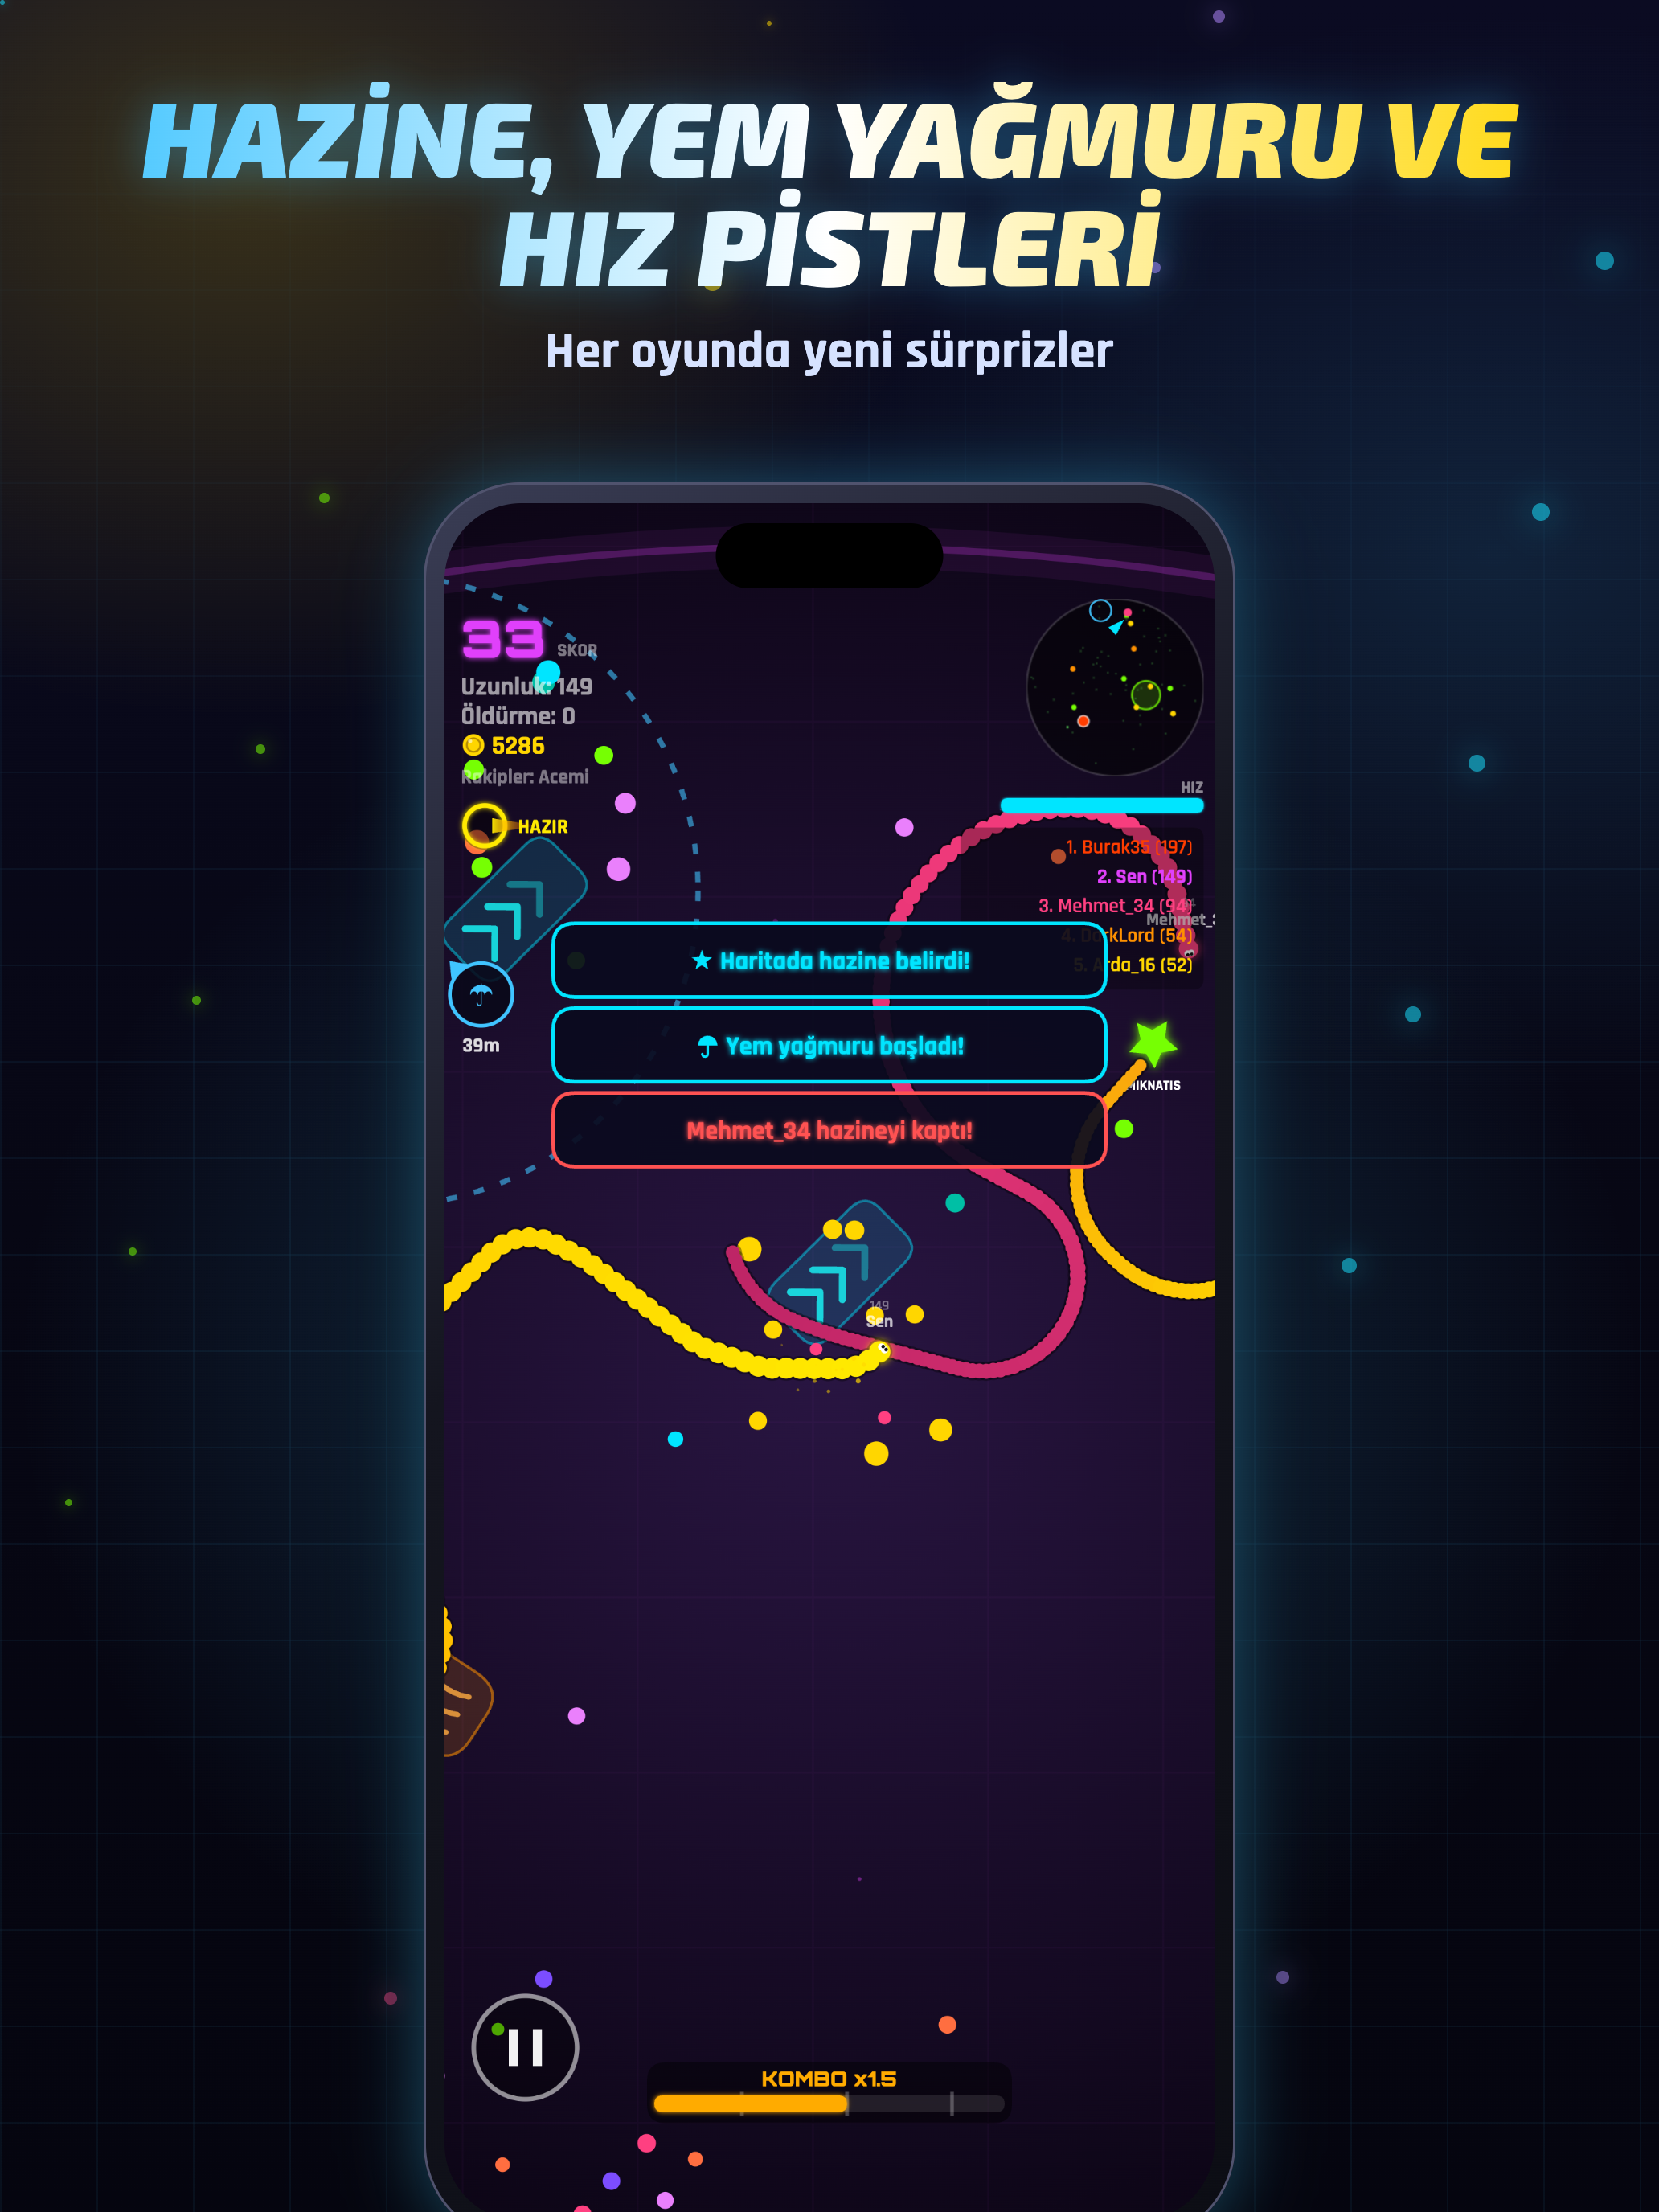 HAZİNE, YEM YAĞMURU VE
HIZ PİSTLERİ
Her oyunda yeni sürprizler
33 SKOR
Uzunluk: 149
Öldürme: 0
5286
Rakipler: Acemi
HAZIR
39m
HIZ
1. Burak35 (197)
2. Sen (149)
3. Mehmet_34 (94)
4. DarkLord (54)
5. Arda_16 (52)
★ Haritada hazine belirdi!
Yem yağmuru başladı!
Mehmet_34 hazineyi kaptı!
MIKNATIS
149
Sen
KOMBO x1.5